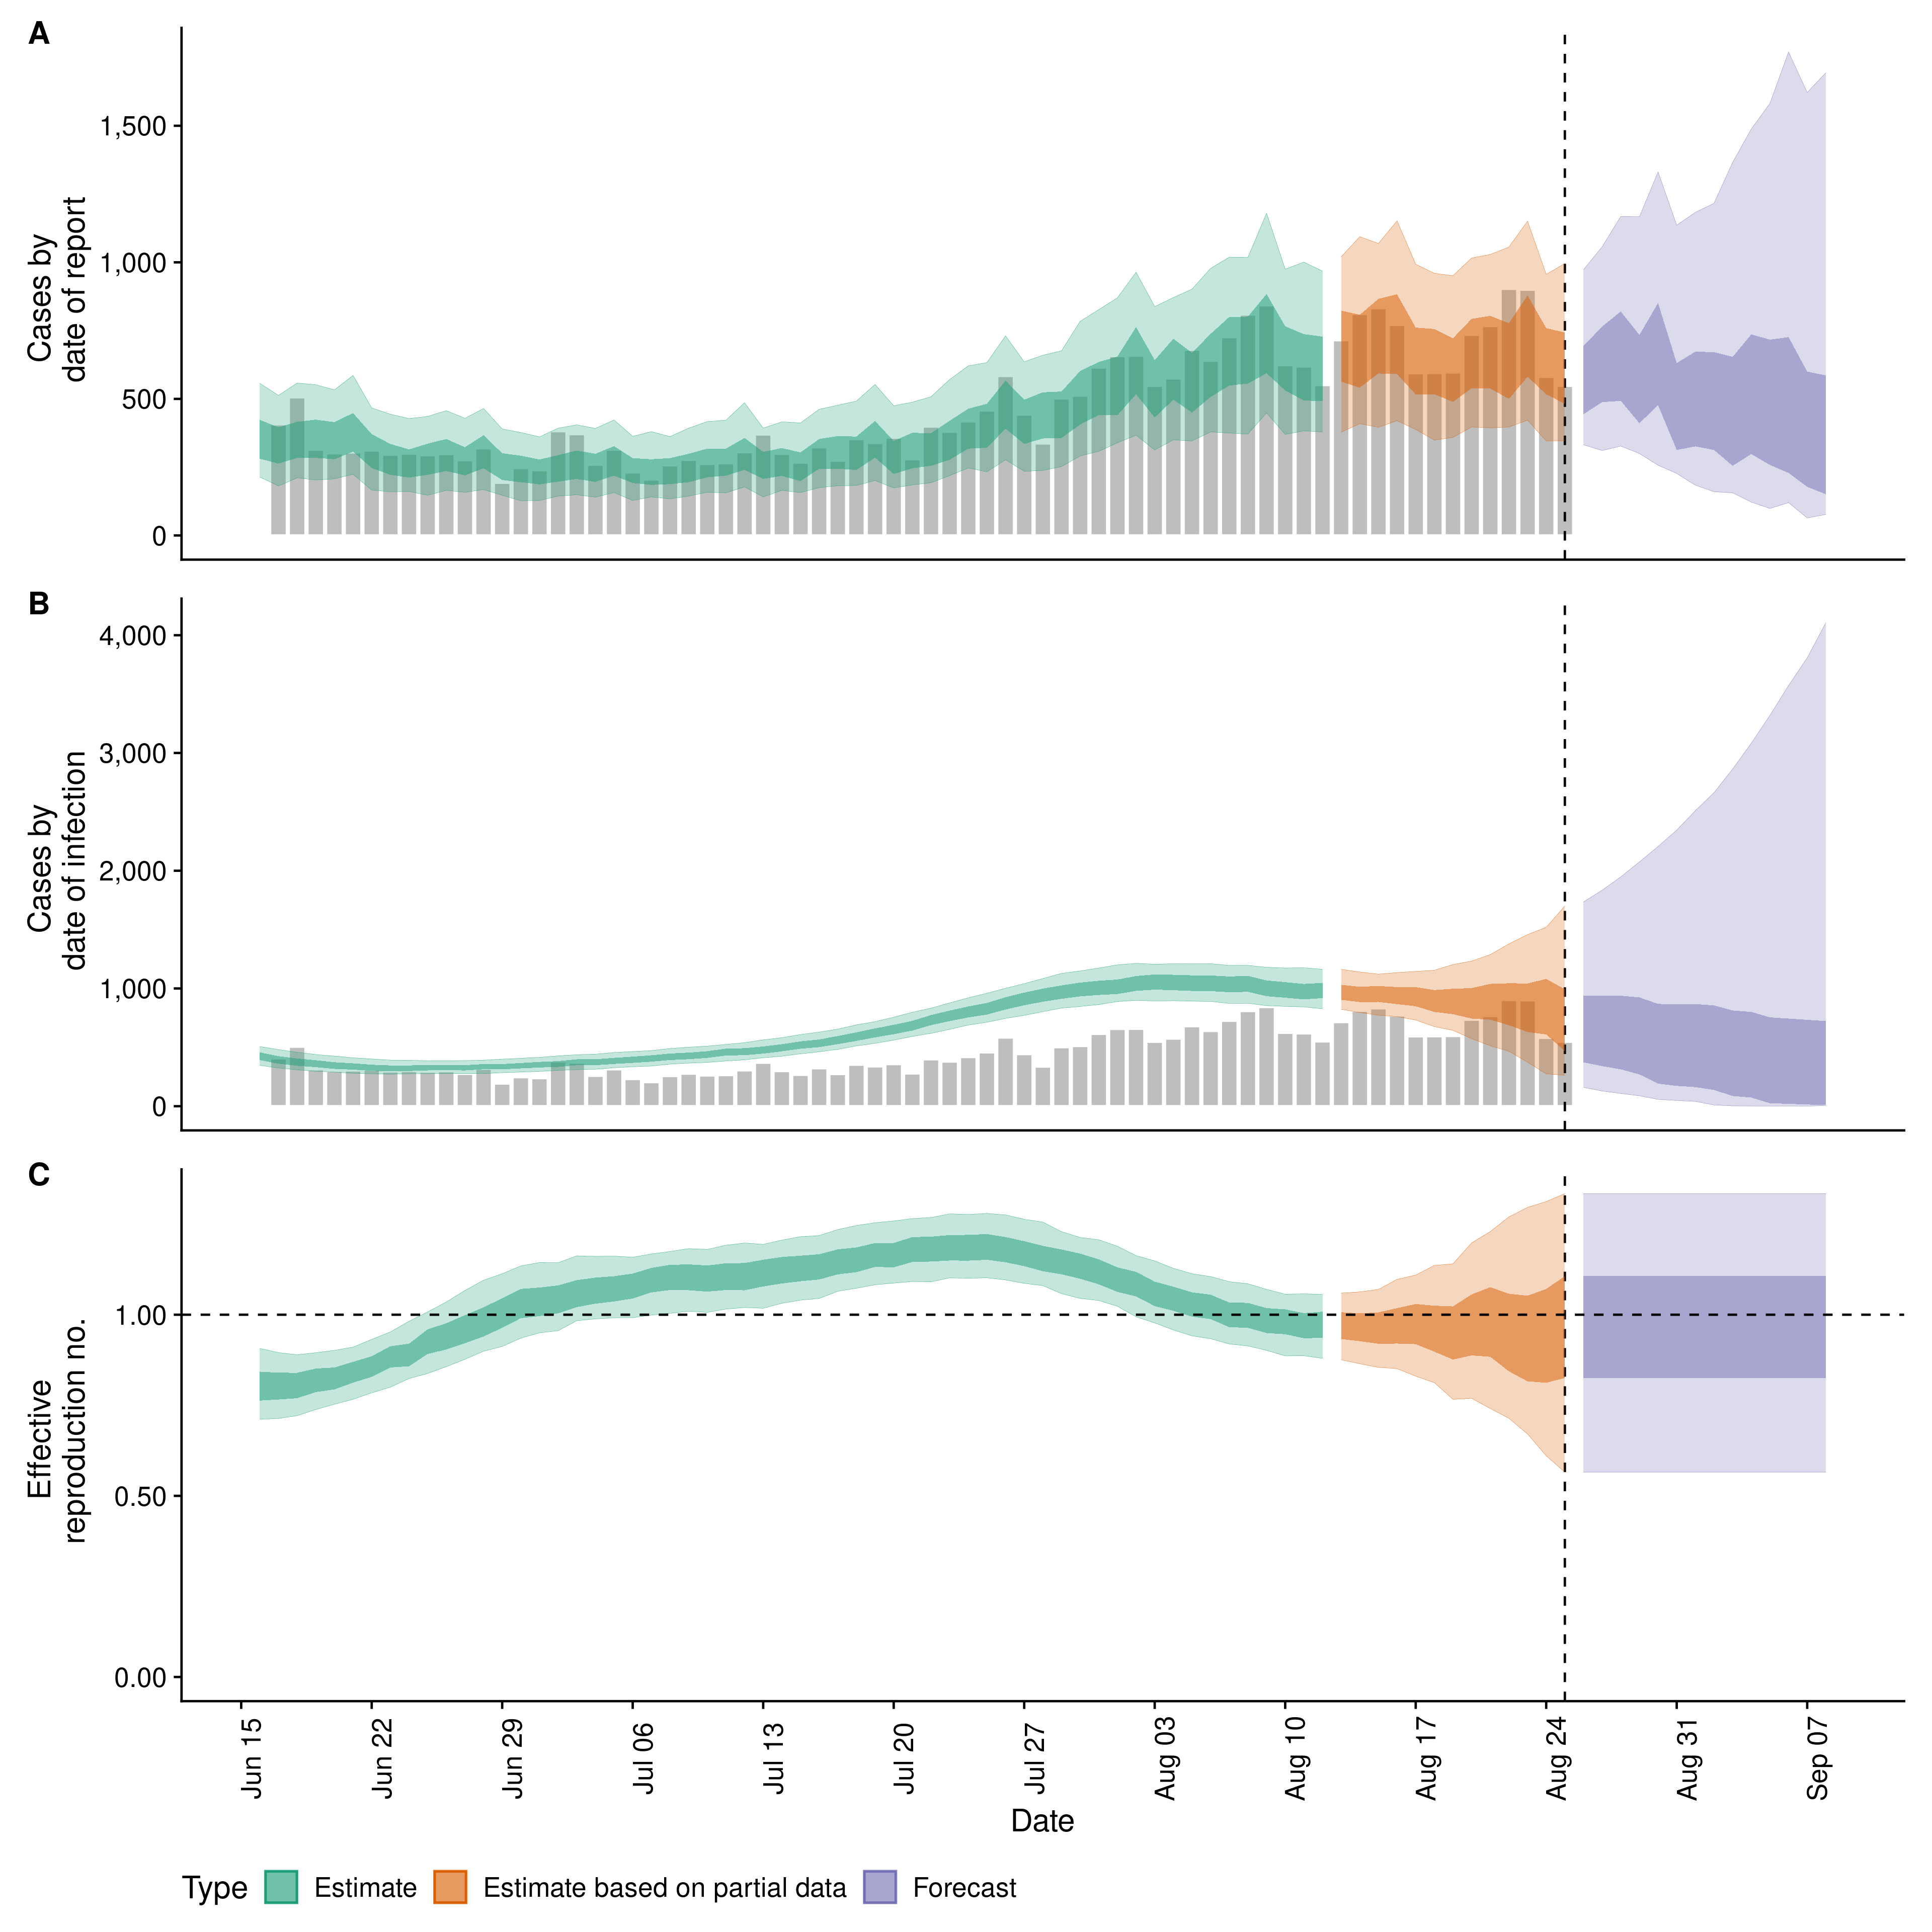 A
1,500
1,000
500
0
Cases by
date of report
B
4,000
3,000
2,000
1,000
0
Cases by
date of infection
C
1.00
0.50
0.00
Effective
reproduction no.
Jun 15
Jun 22
Jun 29
Jul 06
Jul 13
Jul 20
Jul 27
Aug 03
Aug 10
Aug 17
Aug 24
Aug 31
Sep 07
Date
Type
Estimate
Estimate based on partial data
Forecast